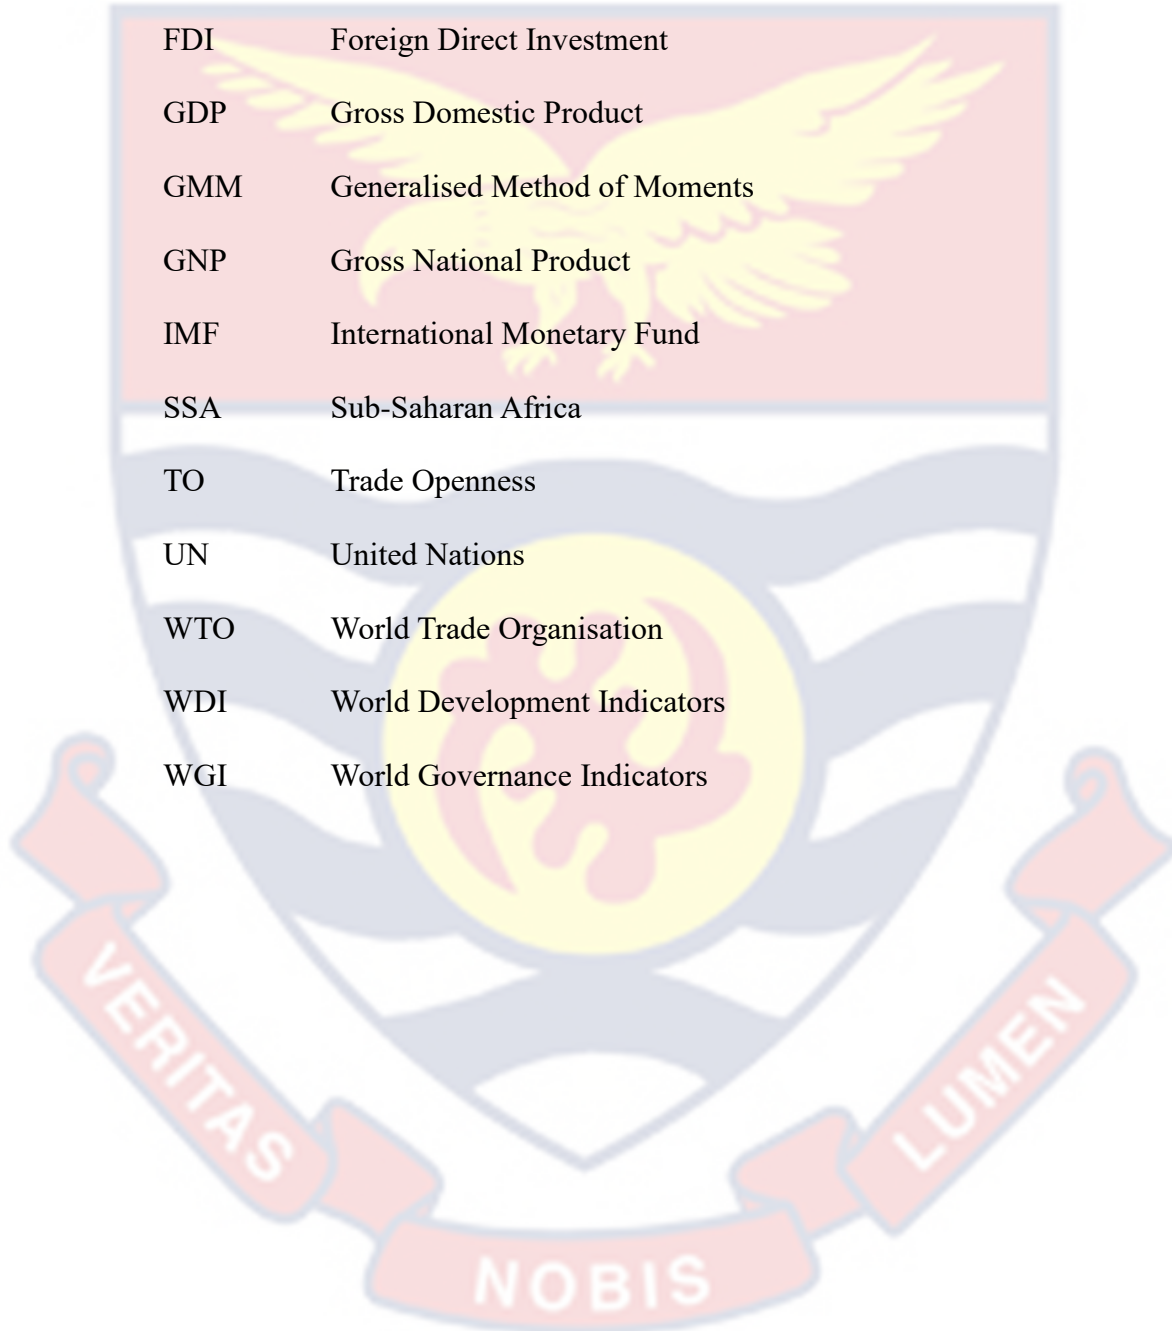 FDI Foreign Direct Investment
GDP Gross Domestic Product
GMM Generalised Method of Moments
GNP Gross National Product
IMF International Monetary Fund
SSA Sub-Saharan Africa
TO Trade Openness
UN United Nations
WTO World Trade Organisation
WDI World Development Indicators
WGI World Governance Indicators
VERITAS
NOBIS
LUMEN